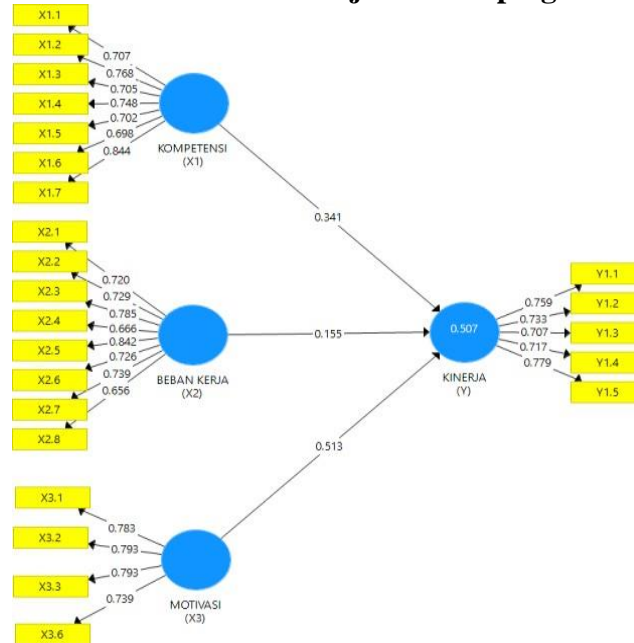 X1.1
X1.2
X1.3
X1.4
X1.5
X1.6
X1.7
0.707
0.768
0.705
0.748
0.702
0.698
0.844
KOMPETENSI
(X1)
0.341
X2.1
X2.2
X2.3
X2.4
X2.5
X2.6
X2.7
X2.8
0.720
0.729
0.785
0.666
0.842
0.726
0.739
0.656
BEBAN KERJA
(X2)
0.155
X3.1
X3.2
X3.3
X3.6
0.783
0.793
0.793
0.739
MOTIVASI
(X3)
0.513
0.507
KINERJA
(Y)
0.759
0.733
0.707
0.717
0.779
Y1.1
Y1.2
Y1.3
Y1.4
Y1.5